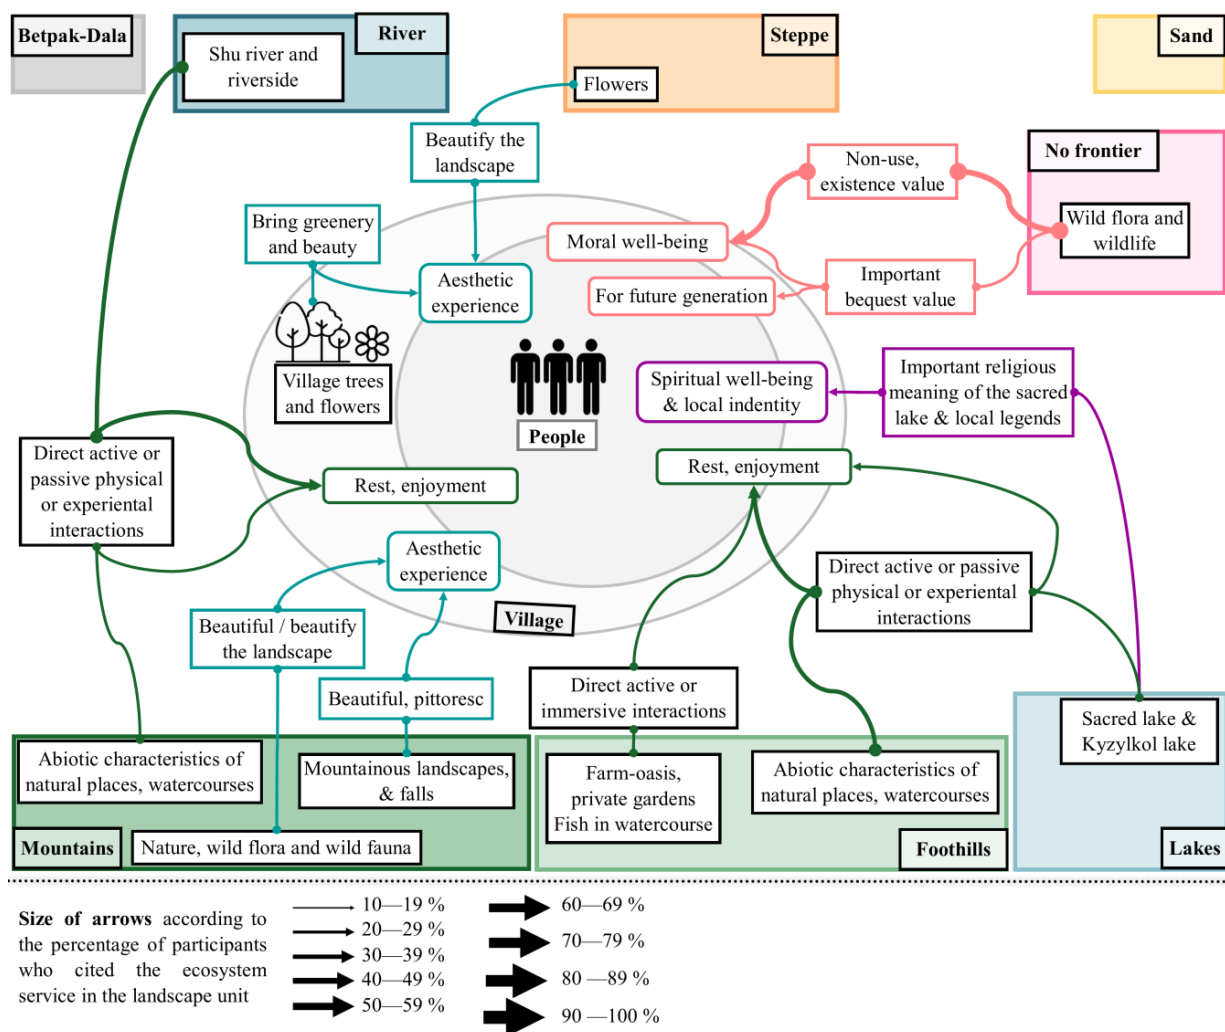 Betpak-Dala
River
Shu river and
riverside
Steppe
Flowers
Sand
Beautify the
landscape
Non-use,
existence value
No frontier
Wild flora and
wildlife
Bring greenery
and beauty
Moral well-being
Aesthetic
experience
For future generation
Important
bequest value
Village trees
and flowers
People
Spiritual well-being
& local indentity
Important religious
meaning of the sacred
lake & local legends
Direct active or
passive physical
or experiental
interactions
Rest, enjoyment
Rest, enjoyment
Aesthetic
experience
Direct active or passive
physical or experiental
interactions
Village
Beautiful / beautify
the landscape
Beautiful, pittoresc
Direct active or
immersive interactions
Abiotic characteristics of
natural places, watercourses
Mountainous landscapes,
& falls
Nature, wild flora and wild fauna
Mountains
Farm-oasis,
private gardens
Fish in watercourse
Abiotic characteristics of
natural places, watercourses
Foothills
Sacred lake &
Kyzylkol lake
Lakes
Size of arrows according to
the percentage of participants
who cited the ecosystem
service in the landscape unit
10—19 %
20—29 %
30—39 %
40—49 %
50—59 %
60—69 %
70—79 %
80 —89 %
90 —100 %